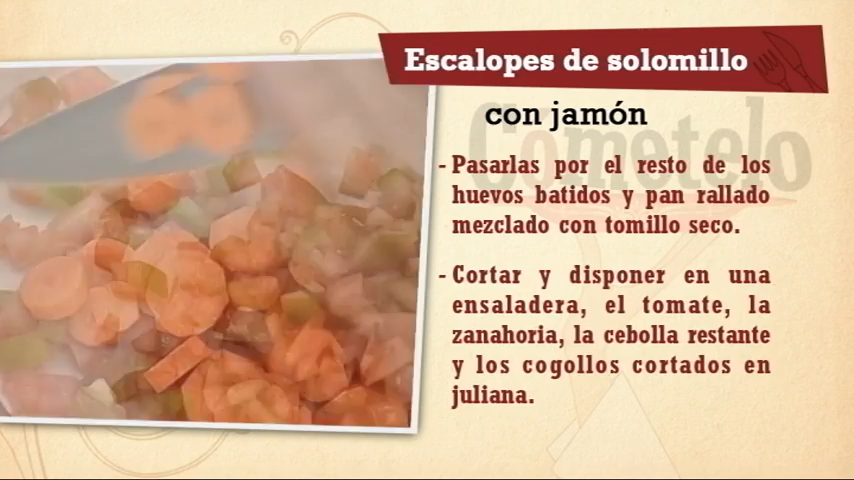 Escalopes de solomillo
con jamón
Cómetelo
- Pasarlas por el resto de los
huevos batidos y pan rallado
mezclado con tomillo seco.
- Cortar y disponer en una
ensaladera, el tomate, la
zanahoria, la cebolla restante
y los cogollos cortados en
juliana.